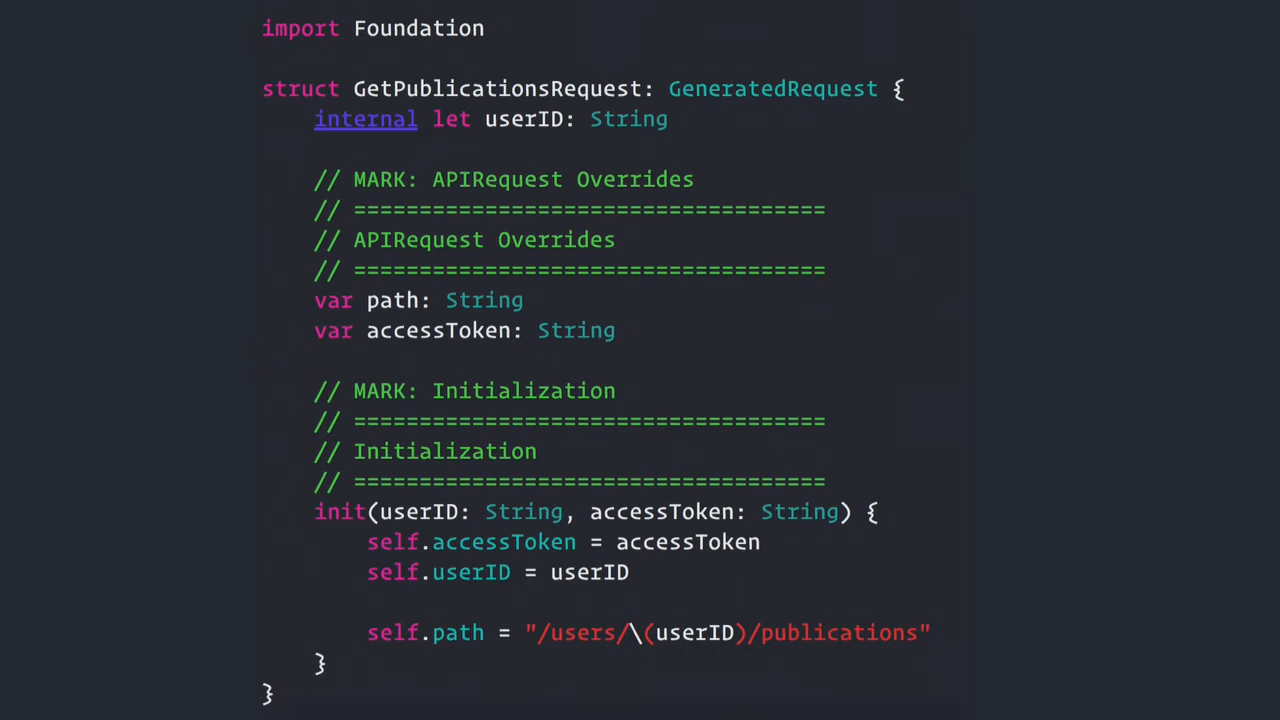 import Foundation
struct GetPublicationsRequest: GeneratedRequest {
    internal let userID: String
    // MARK: APIRequest Overrides
    // ====================================
    // APIRequest Overrides
    // ====================================
    var path: String
    var accessToken: String
    // MARK: Initialization
    // ====================================
    // Initialization
    // ====================================
    init(userID: String, accessToken: String) {
        self.accessToken = accessToken
        self.userID = userID
        self.path = "/users/\(userID)/publications"
    }
}